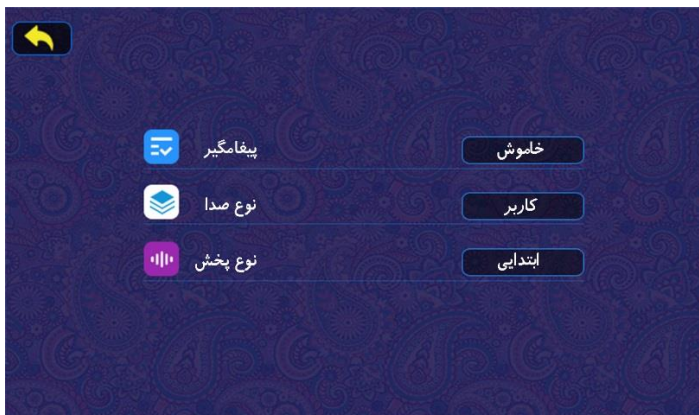 پیغامگیر خاموش
نوع صدا کاربر
نوع پخش ابتدایی